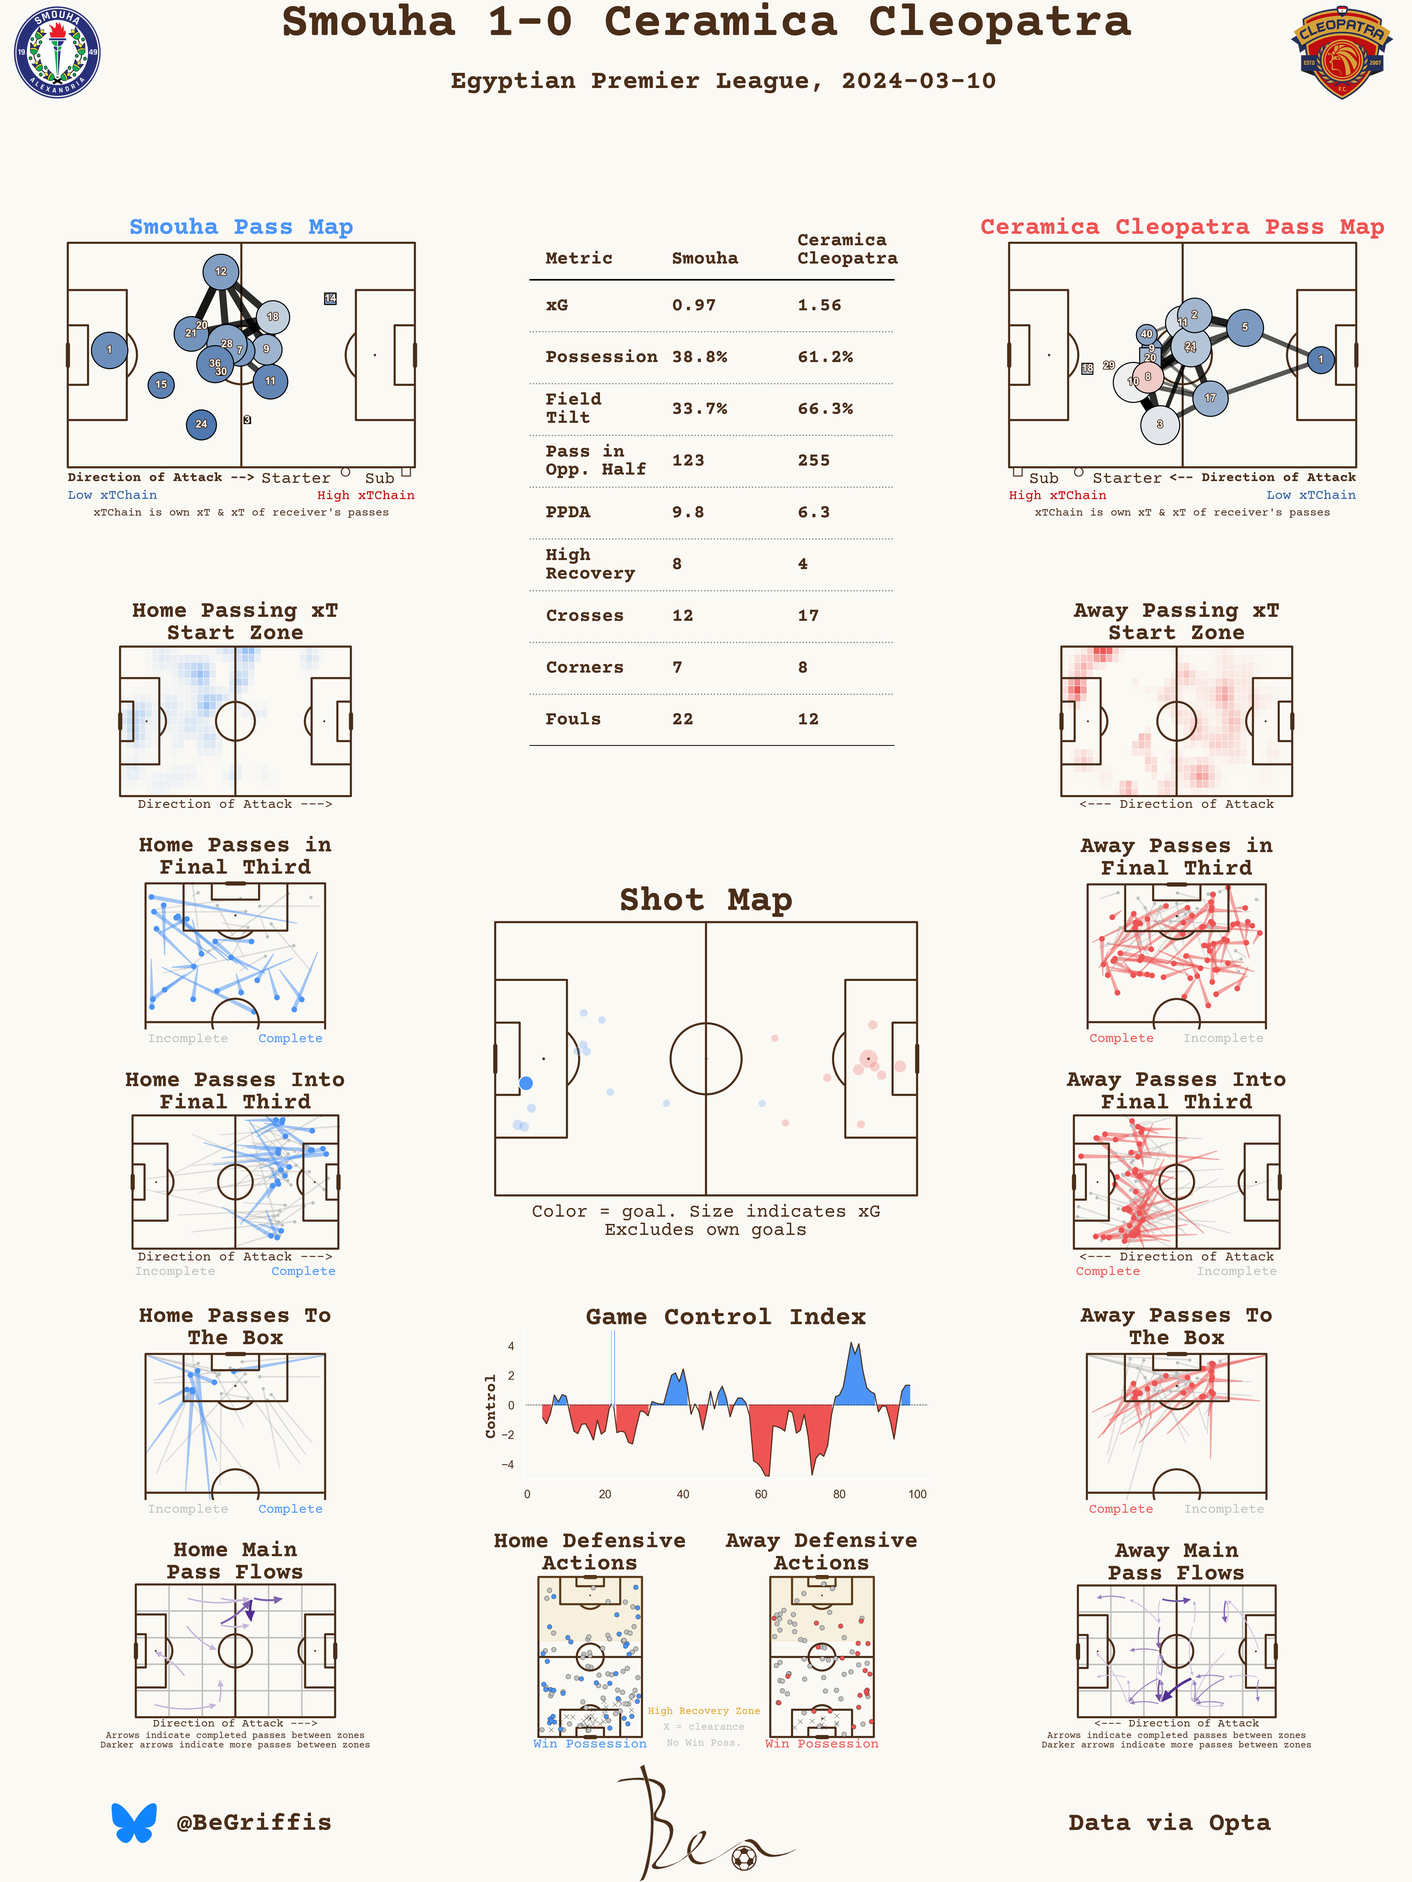 Smouha 1-0 Ceramica Cleopatra
Egyptian Premier League, 2024-03-10
SMOUHA
19 49
ALEXANDRIA
CLEOPATRA
ESTD 2007
F.C.
Smouha Pass Map
12
14
18
20
21
28
7
9
1
36
30
15
11
24
3
Direction of Attack --> Starter Sub
Low xTChain High xTChain
xTChain is own xT & xT of receiver's passes
Metric Smouha Ceramica Cleopatra
xG 0.97 1.56
Possession 38.8% 61.2%
Field Tilt 33.7% 66.3%
Pass in Opp. Half 123 255
PPDA 9.8 6.3
High Recovery 8 4
Crosses 12 17
Corners 7 8
Fouls 22 12
Ceramica Cleopatra Pass Map
11
2
5
40
9
21
20
1
29
18
10
8
17
3
Sub Starter <-- Direction of Attack
High xTChain Low xTChain
xTChain is own xT & xT of receiver's passes
Home Passing xT
Start Zone
Direction of Attack --->
Away Passing xT
Start Zone
<--- Direction of Attack
Home Passes in
Final Third
Incomplete Complete
Away Passes in
Final Third
Complete Incomplete
Shot Map
Color = goal. Size indicates xG
Excludes own goals
Home Passes Into
Final Third
Direction of Attack --->
Incomplete Complete
Away Passes Into
Final Third
<--- Direction of Attack
Complete Incomplete
Home Passes To
The Box
Incomplete Complete
Game Control Index
Control
4
2
0
−2
−4
0 20 40 60 80 100
Away Passes To
The Box
Complete Incomplete
Home Main
Pass Flows
Direction of Attack --->
Arrows indicate completed passes between zones
Darker arrows indicate more passes between zones
Home Defensive
Actions
Win Possession
Away Defensive
Actions
Win Possession
High Recovery Zone
X = clearance
No Win Poss.
Away Main
Pass Flows
<--- Direction of Attack
Arrows indicate completed passes between zones
Darker arrows indicate more passes between zones
@BeGriffis
Ben
Data via Opta